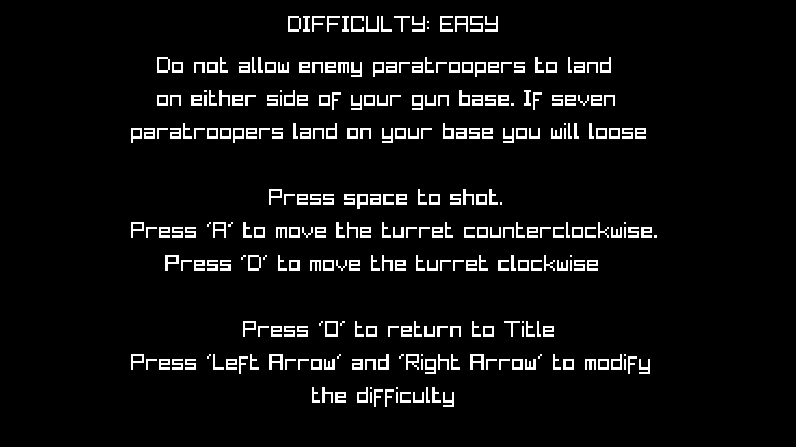 DIFFICULTY: EASY
Do not allow enemy paratroopers to land
on either side of your gun base. If seven
paratroopers land on your base you will loose
Press space to shot.
Press 'A' to move the turret counterclockwise.
Press 'D' to move the turret clockwise
Press 'O' to return to Title
Press 'Left Arrow' and 'Right Arrow' to modify
the difficulty